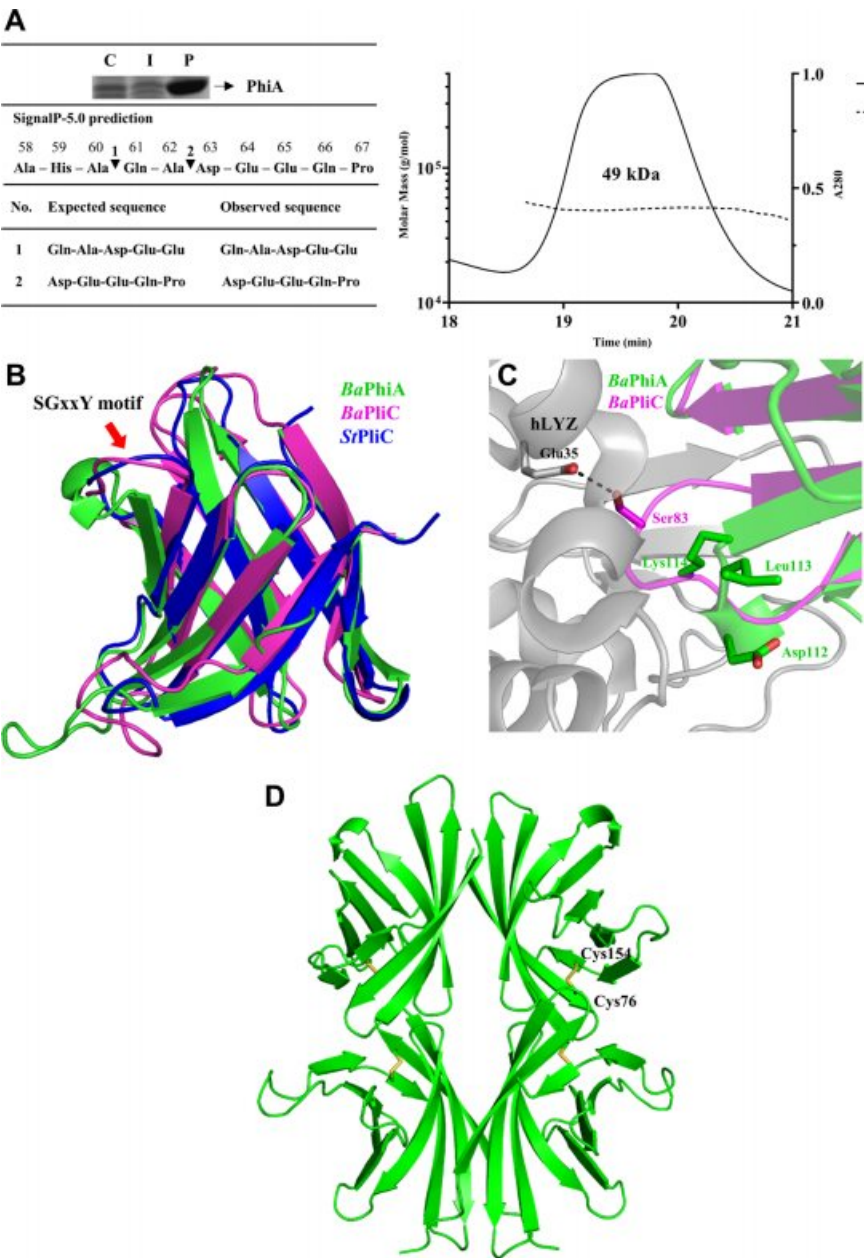 A
C I P
PhiA
SignalP-5.0 prediction
58 59 60 1 61 62 2 63 64 65 66 67
Ala – His – Ala Gln – Ala Asp – Glu – Glu – Gln – Pro
No. Expected sequence Observed sequence
1 Gln-Ala-Asp-Glu-Glu Gln-Ala-Asp-Glu-Glu
2 Asp-Glu-Glu-Gln-Pro Asp-Glu-Glu-Gln-Pro
Molar Mass (g/mol)
10⁵
10⁴
49 kDa
1.0
0.5
0.0
A280
18 19 20 21
Time (min)
B
SGxxY motif
BaPhiA
BaPliC
StPliC
C
BaPhiA
BaPliC
hLYZ
Glu35
Ser83
Lys114
Leu113
Asp112
D
Cys154
Cys76